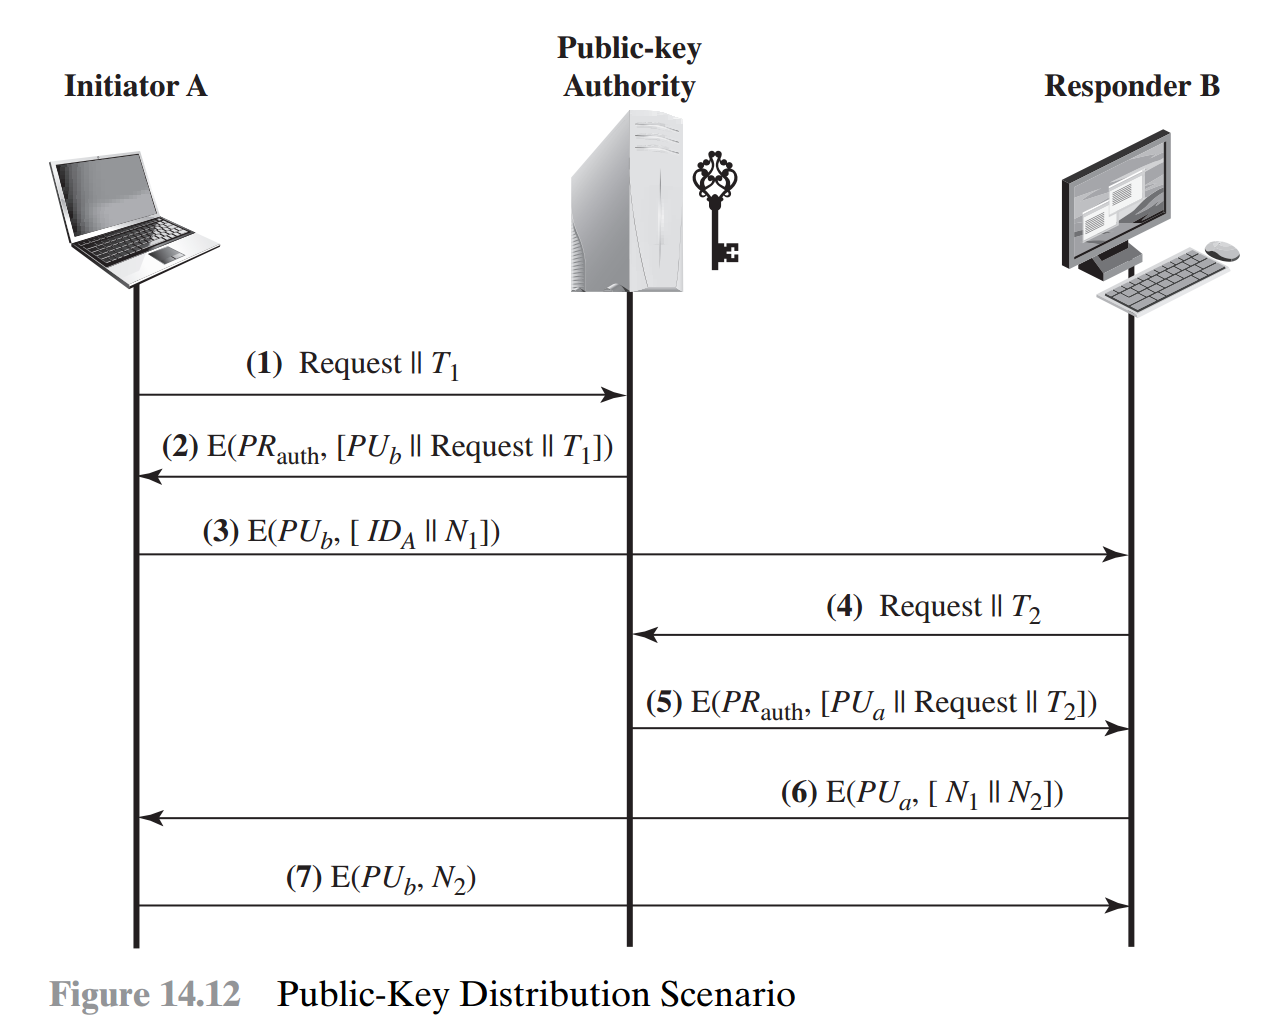 Public-key
Authority
Initiator A
Responder B
(1) Request || T1
(2) E(PRauth, [PUb || Request || T1])
(3) E(PUb, [ IDA || N1])
(4) Request || T2
(5) E(PRauth, [PUa || Request || T2])
(6) E(PUa, [ N1 || N2])
(7) E(PUb, N2)
Figure 14.12 Public-Key Distribution Scenario